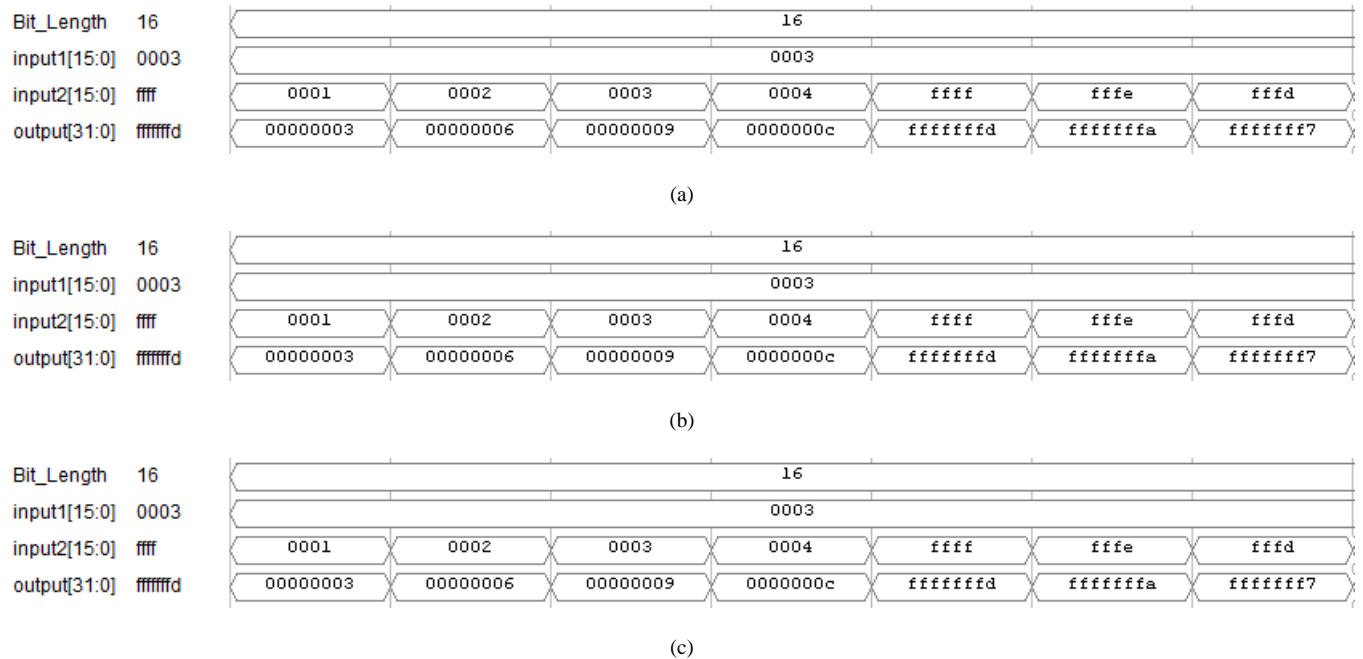 Bit_Length 16 16
input1[15:0] 0003 0003
input2[15:0] ffff 0001 0002 0003 0004 ffff fffe fffd
output[31:0] fffffffd 00000003 00000006 00000009 0000000c fffffffd fffffffa fffffff7
(a)
Bit_Length 16 16
input1[15:0] 0003 0003
input2[15:0] ffff 0001 0002 0003 0004 ffff fffe fffd
output[31:0] fffffffd 00000003 00000006 00000009 0000000c fffffffd fffffffa fffffff7
(b)
Bit_Length 16 16
input1[15:0] 0003 0003
input2[15:0] ffff 0001 0002 0003 0004 ffff fffe fffd
output[31:0] fffffffd 00000003 00000006 00000009 0000000c fffffffd fffffffa fffffff7
(c)